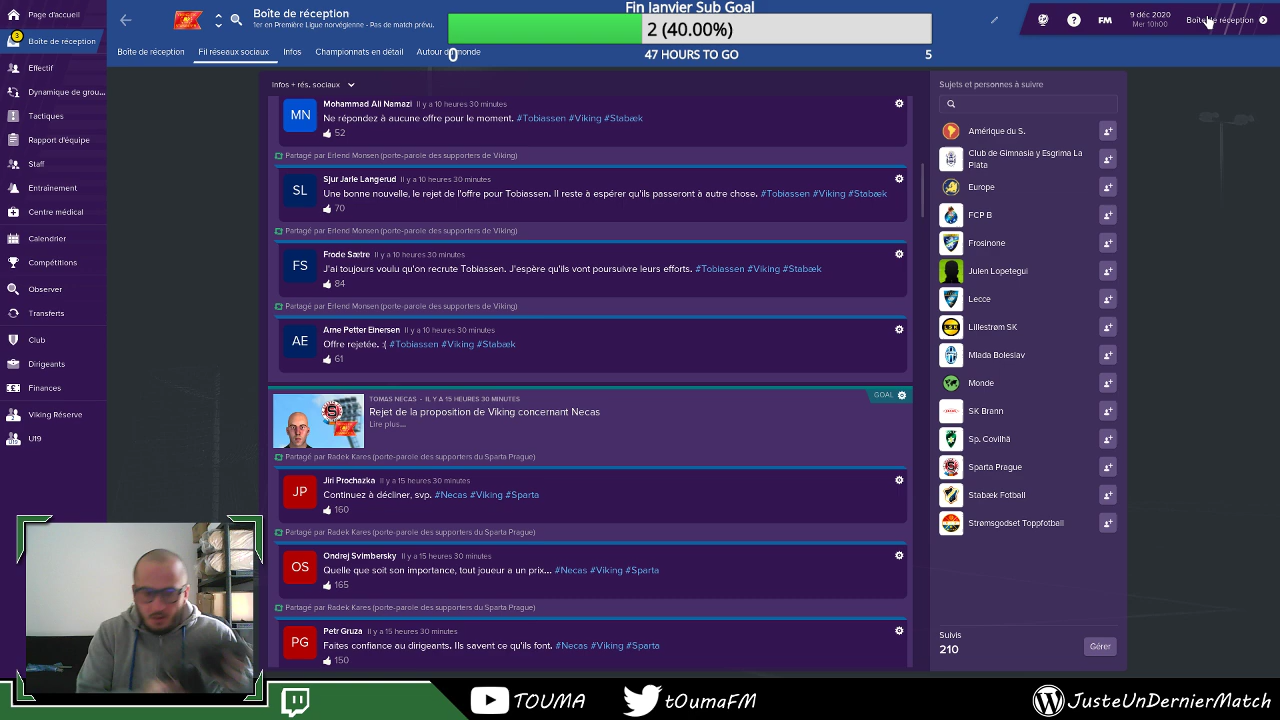 Fin Janvier Sub Goal
2 (40.00%)
0
47 HOURS TO GO
5
Boîte de réception
1er en Première Ligue norvégienne - Pas de match prévu.
FM
9 déc 2020
Mer 10h00
Boîte de réception
Boîte de réception
Fil réseaux sociaux
Infos
Championnats en détail
Autour du monde
Page d'accueil
3
Boîte de réception
Effectif
Dynamique de grou...
Tactiques
Rapport d'équipe
Staff
Entraînement
Centre médical
Calendrier
Compétitions
Observer
Transferts
Club
Dirigeants
Finances
Viking Réserve
U19
Infos + rés. sociaux
MN
Mohammad Ali Namazi Il y a 10 heures 30 minutes
Ne répondez à aucune offre pour le moment. #Tobiassen #Viking #Stabæk
52
Partagé par Erlend Monsen (porte-parole des supporters de Viking)
SL
Sjur Jarle Langerud Il y a 10 heures 30 minutes
Une bonne nouvelle, le rejet de l'offre pour Tobiassen. Il reste à espérer qu'ils passeront à autre chose. #Tobiassen #Viking #Stabæk
70
Partagé par Erlend Monsen (porte-parole des supporters de Viking)
FS
Frode Sætre Il y a 10 heures 30 minutes
J'ai toujours voulu qu'on recrute Tobiassen. J'espère qu'ils vont poursuivre leurs efforts. #Tobiassen #Viking #Stabæk
84
Partagé par Erlend Monsen (porte-parole des supporters de Viking)
AE
Arne Petter Einersen Il y a 10 heures 30 minutes
Offre rejetée. :( #Tobiassen #Viking #Stabæk
61
TOMAS NECAS - IL Y A 15 HEURES 30 MINUTES
GOAL
Rejet de la proposition de Viking concernant Necas
Lire plus...
Partagé par Radek Kares (porte-parole des supporters du Sparta Prague)
JP
Jiri Prochazka Il y a 15 heures 30 minutes
Continuez à décliner, svp. #Necas #Viking #Sparta
160
Partagé par Radek Kares (porte-parole des supporters du Sparta Prague)
OS
Ondrej Svimbersky Il y a 15 heures 30 minutes
Quelle que soit son importance, tout joueur a un prix... #Necas #Viking #Sparta
165
Partagé par Radek Kares (porte-parole des supporters du Sparta Prague)
PG
Petr Gruza Il y a 15 heures 30 minutes
Faites confiance au dirigeants. Ils savent ce qu'ils font. #Necas #Viking #Sparta
150
Sujets et personnes à suivre
Amérique du S.
Club de Gimnasia y Esgrima La
Plata
Europe
FCP B
Frosinone
Julen Lopetegui
Lecce
Lillestrøm SK
Mlada Boleslav
Monde
SK Brann
Sp. Covilhã
Sparta Prague
Stabæk Fotball
Strømsgodset Toppfotball
Suivis
210
Gérer
TOUMA
tOumaFM
JusteUnDernierMatch